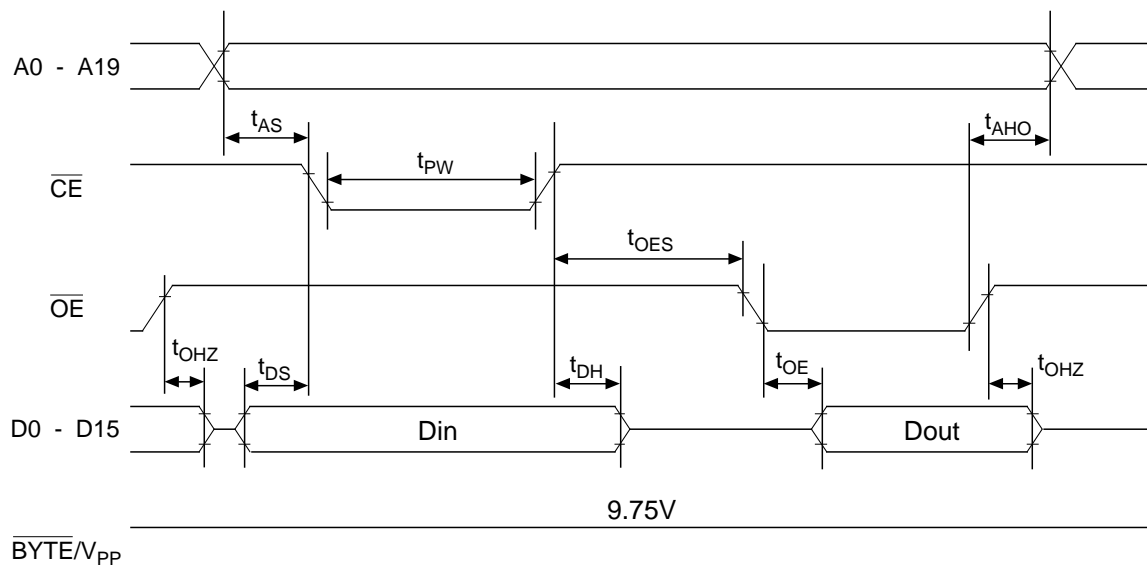 A0 - A19
tAS
tAHO
CE
tPW
tOES
OE
tOHZ
tDS
tDH
tOE
tOHZ
D0 - D15
Din
Dout
9.75V
BYTE/VPP